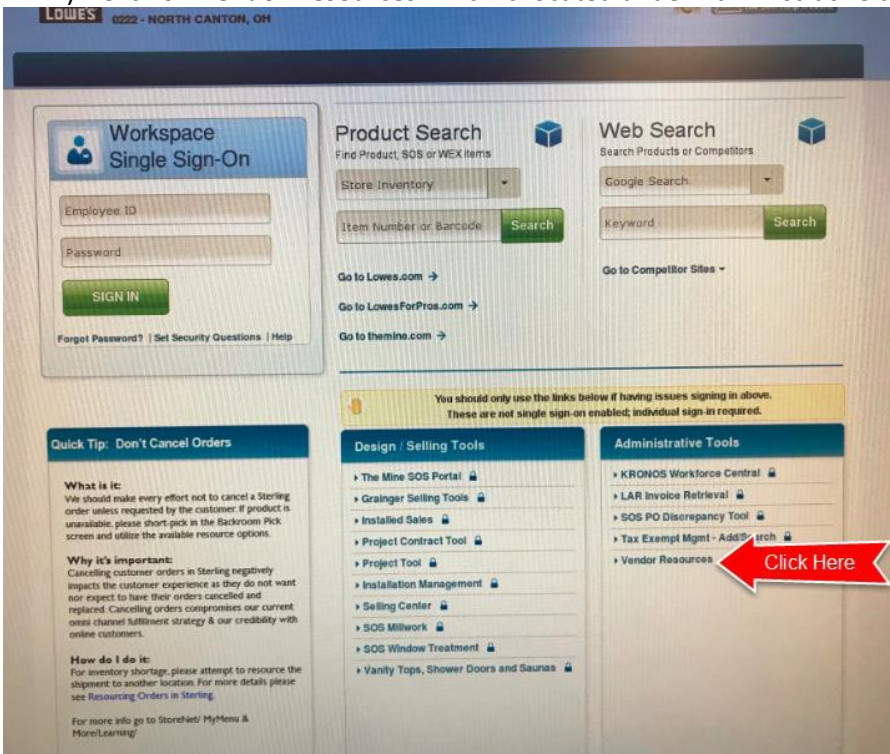 LOWE'S 0222 - NORTH CANTON, OH
Workspace
Single Sign-On
Employee ID
Password
SIGN IN
Forgot Password? | Set Security Questions | Help
Product Search
Find Product, SOS or WEX items
Store Inventory
Item Number or Barcode Search
Go to Lowes.com →
Go to LowesForPros.com →
Go to themine.com →
Web Search
Search Products or Competitors
Google Search
Keyword Search
Go to Competitor Sites
You should only use the links below if having issues signing in above.
These are not single sign-on enabled; individual sign-in required.
Quick Tip: Don't Cancel Orders
What is it:
We should make every effort not to cancel a Sterling
order unless requested by the customer. If product is
unavailable, please short-pick in the Backroom Pick
screen and utilize the available resource options.
Why it's important:
Cancelling customer orders in Sterling negatively
impacts the customer experience as they do not want
nor expect to have their orders cancelled and
replaced. Cancelling orders compromises our current
omni channel fulfillment strategy & our credibility with
online customers.
How do I do it:
For inventory shortage, please attempt to resource the
shipment to another location. For more details please
see Resourcing Orders in Sterling.
For more info go to StoreNet/ MyMenu &
More/Learning/
Design / Selling Tools
The Mine SOS Portal
Grainger Selling Tools
Installed Sales
Project Contract Tool
Project Tool
Installation Management
Selling Center
SOS Millwork
SOS Window Treatment
Vanity Tops, Shower Doors and Saunas
Administrative Tools
KRONOS Workforce Central
LAR Invoice Retrieval
SOS PO Discrepancy Tool
Tax Exempt Mgmt - Add/Search
Vendor Resources
Click Here